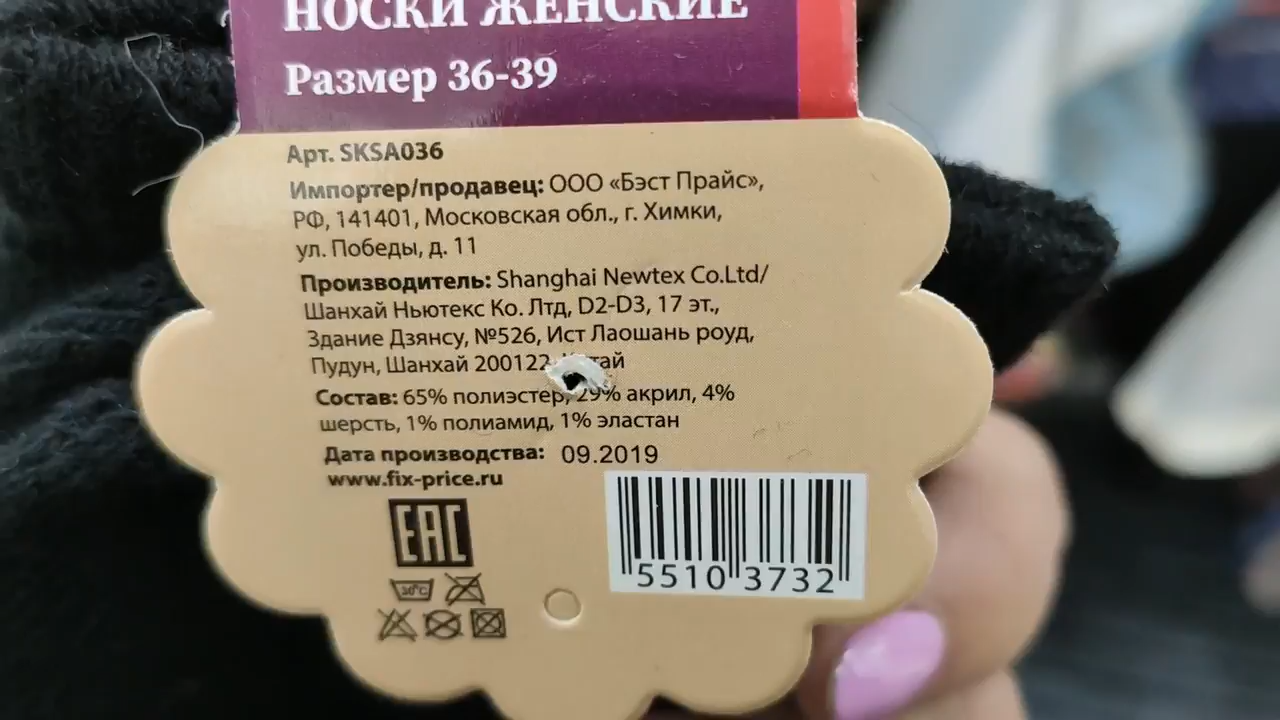 НОСКИ ЖЕНСКИЕ
Размер 36-39
Арт. SKSA036
Импортер/продавец: ООО «Бэст Прайс»,
РФ, 141401, Московская обл., г. Химки,
ул. Победы, д. 11
Производитель: Shanghai Newtex Co.Ltd/
Шанхай Ньютекс Ко. Лтд, D2-D3, 17 эт.,
Здание Дзянсу, №526, Ист Лаошань роуд,
Пудун, Шанхай 200122
Состав: 65% полиэстер, 29% акрил, 4%
шерсть, 1% полиамид, 1% эластан
Дата производства: 09.2019
www.fix-price.ru
EAC
30°C
5510 3732